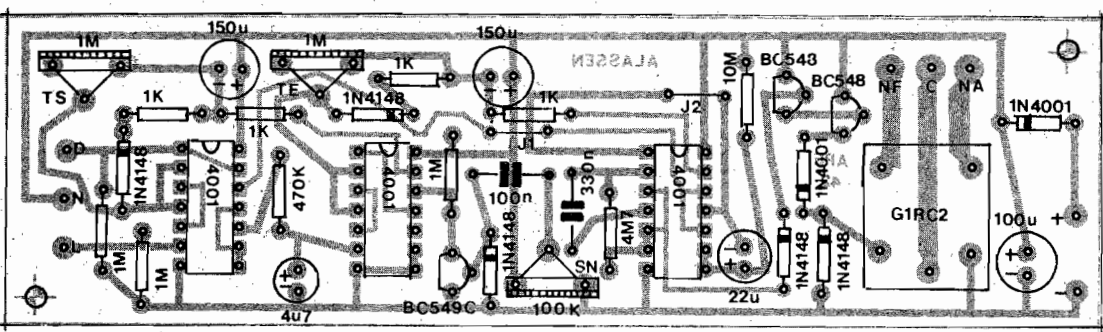 1M
150u
1M
150u
1K
ALASSEN
10M
BC543
BC548
TS
TE
1N4148
J2
NF
C
NA
1K
1K
1K
1N4001
J1
D
1N4148
4001
470K
4001
1M
100n
330n
4001
1N4001
N
G1RC2
100u
+
1M
1M
L
4M7
1N4148
SN
1N4148
1N4148
4u7
BC549C
100K
22u
-